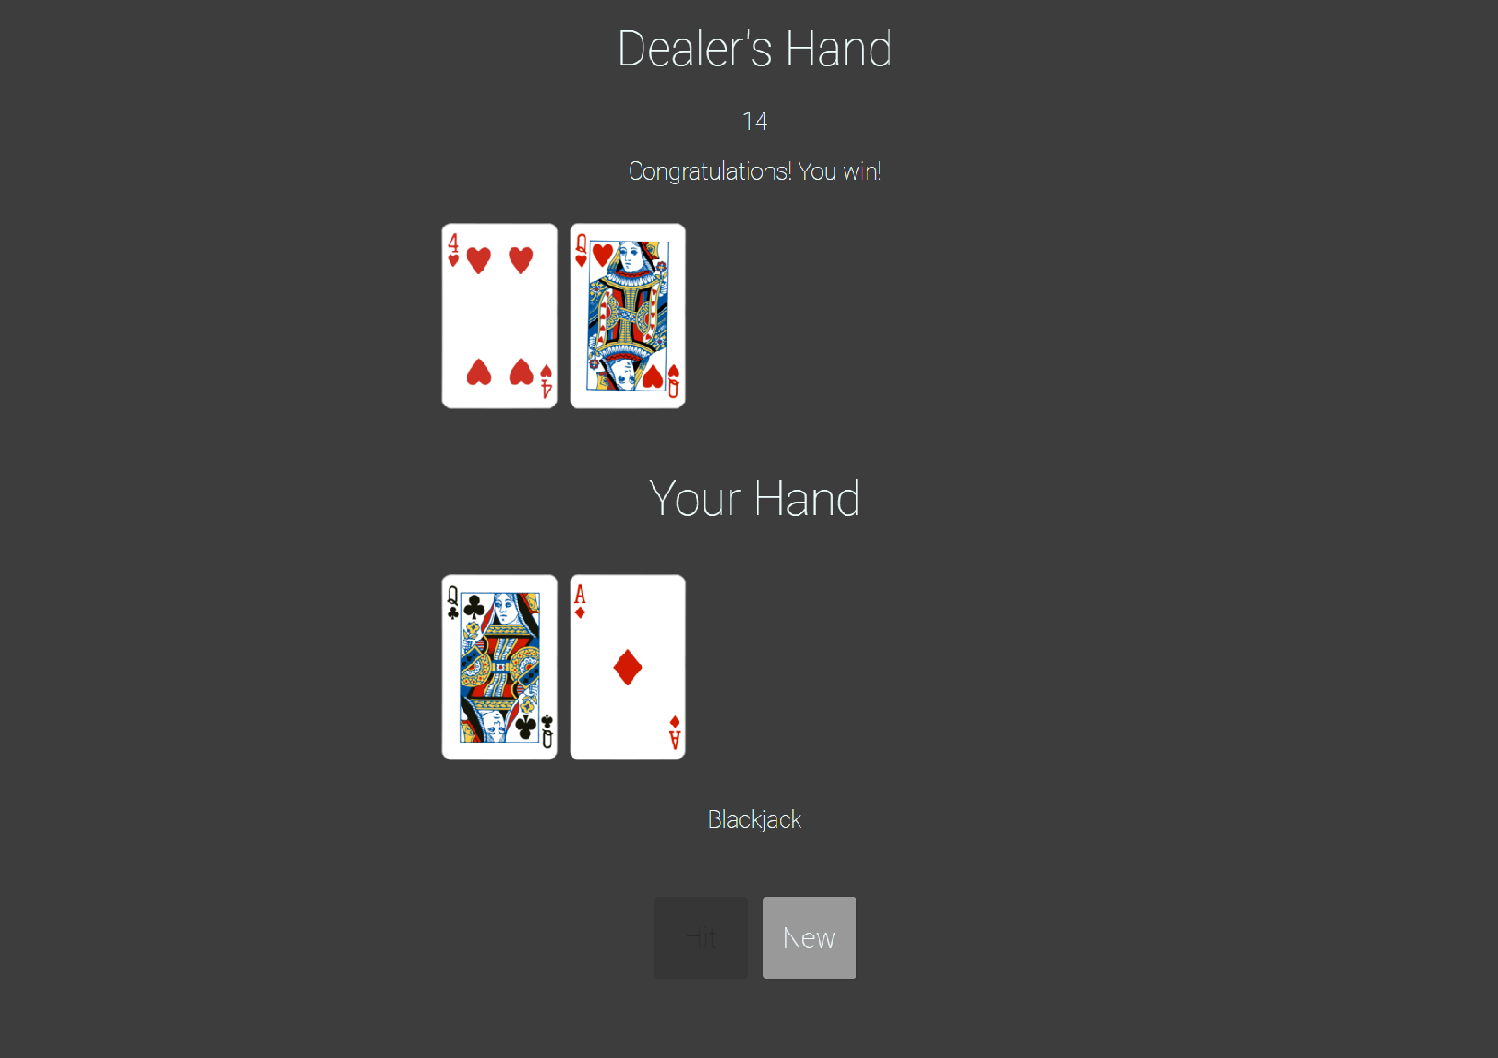 Dealer's Hand
14
Congratulations! You win!
4 Q
4 Q
Your Hand
Q A
Q A
Blackjack
Hit New